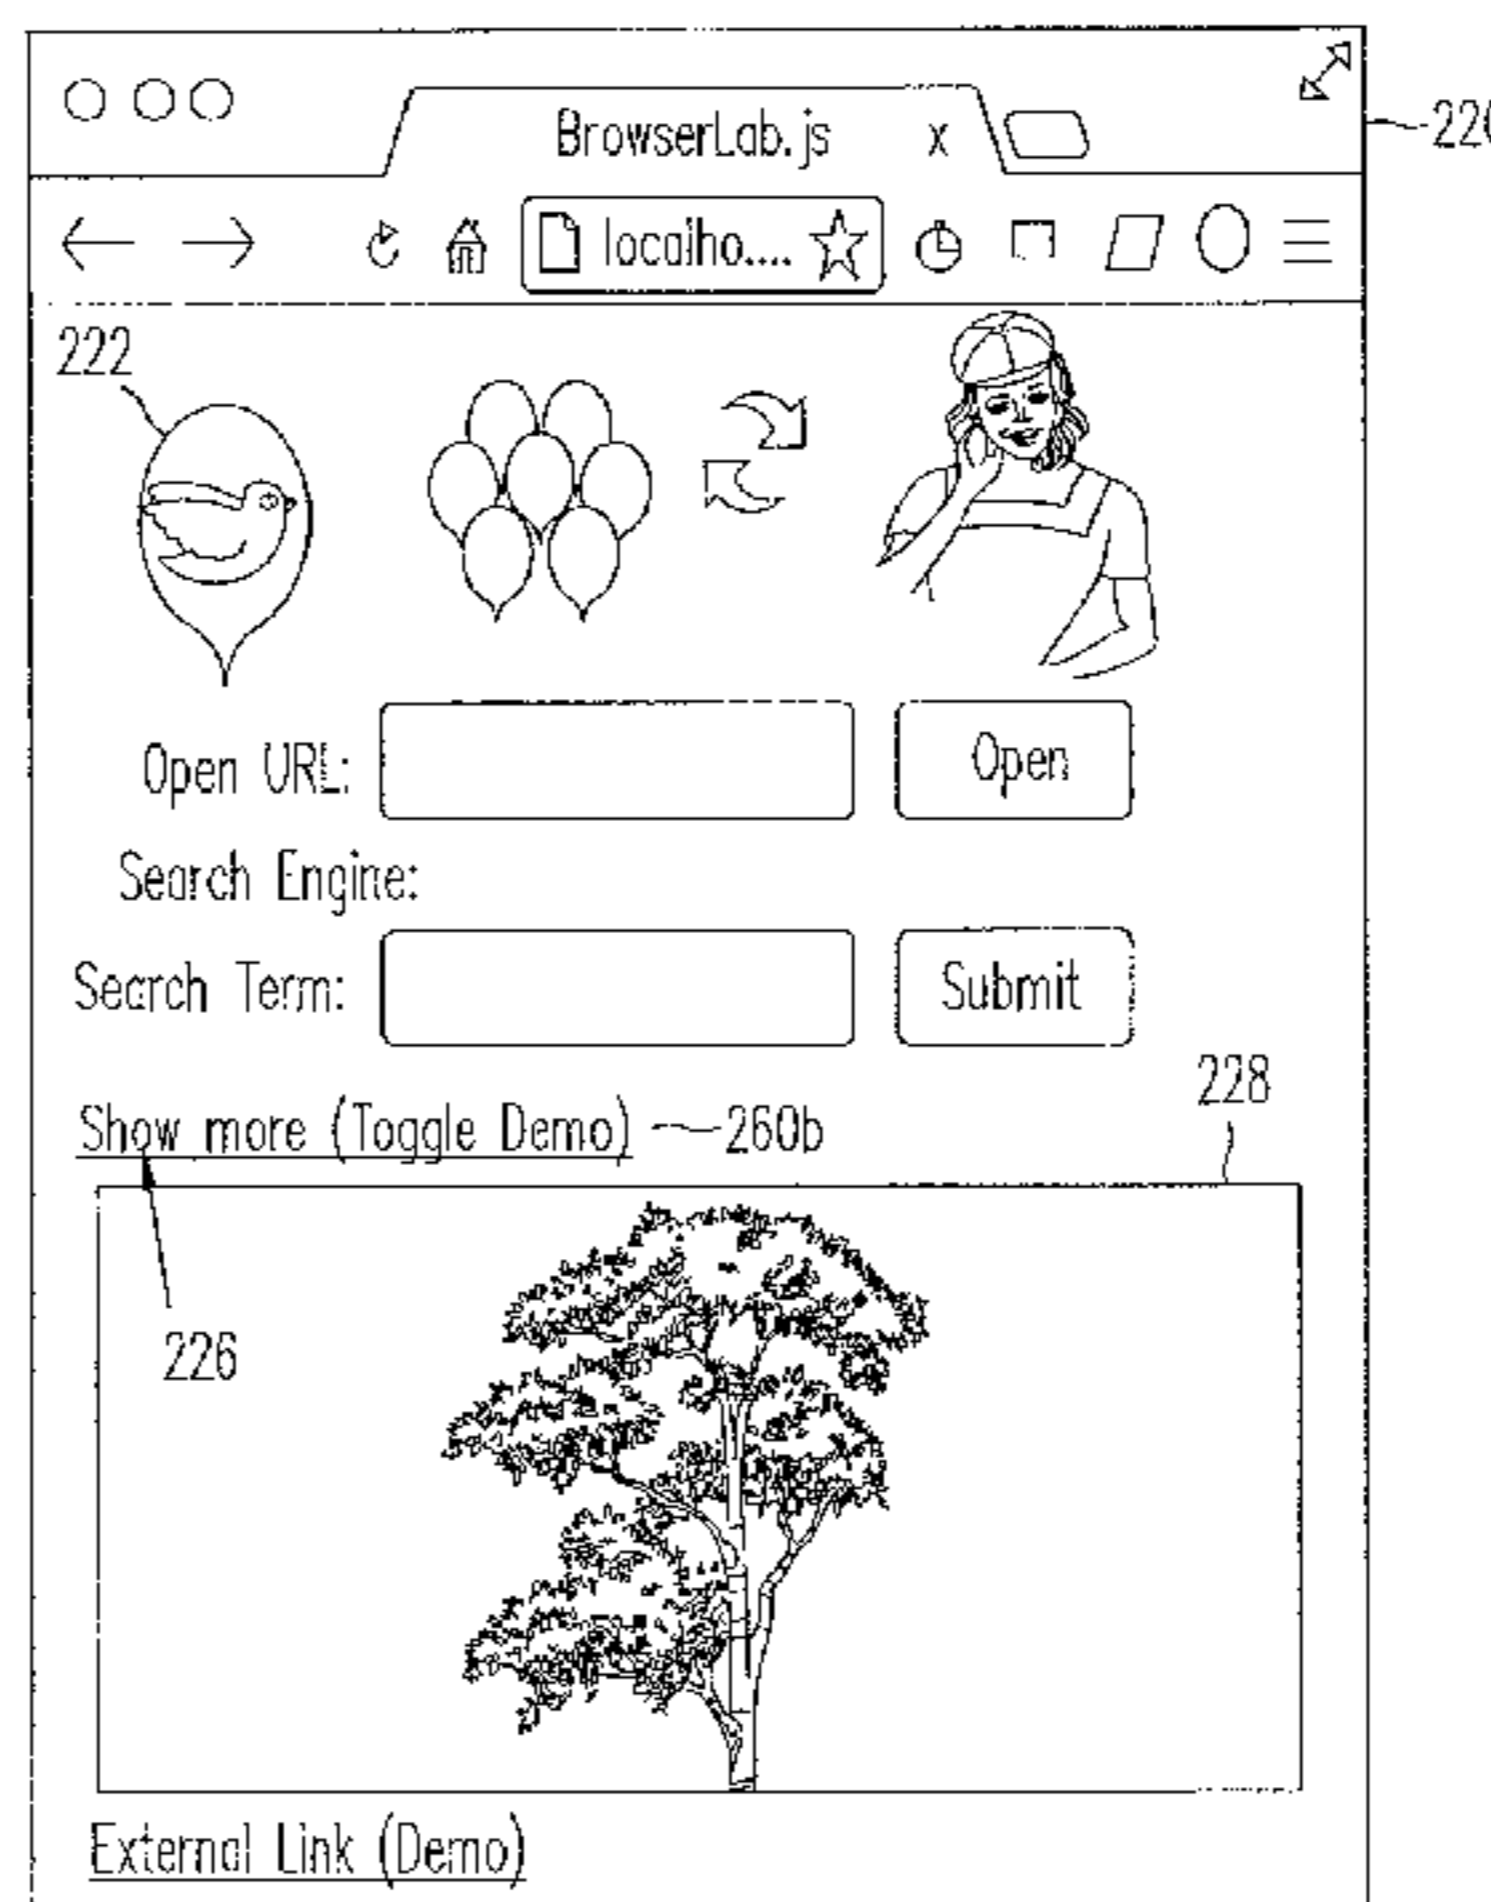 BrowserLab.js x
localho....
222
Open URL:
Open
Search Engine:
Search Term:
Submit
228
Show more (Toggle Demo)
260b
226
External Link (Demo)